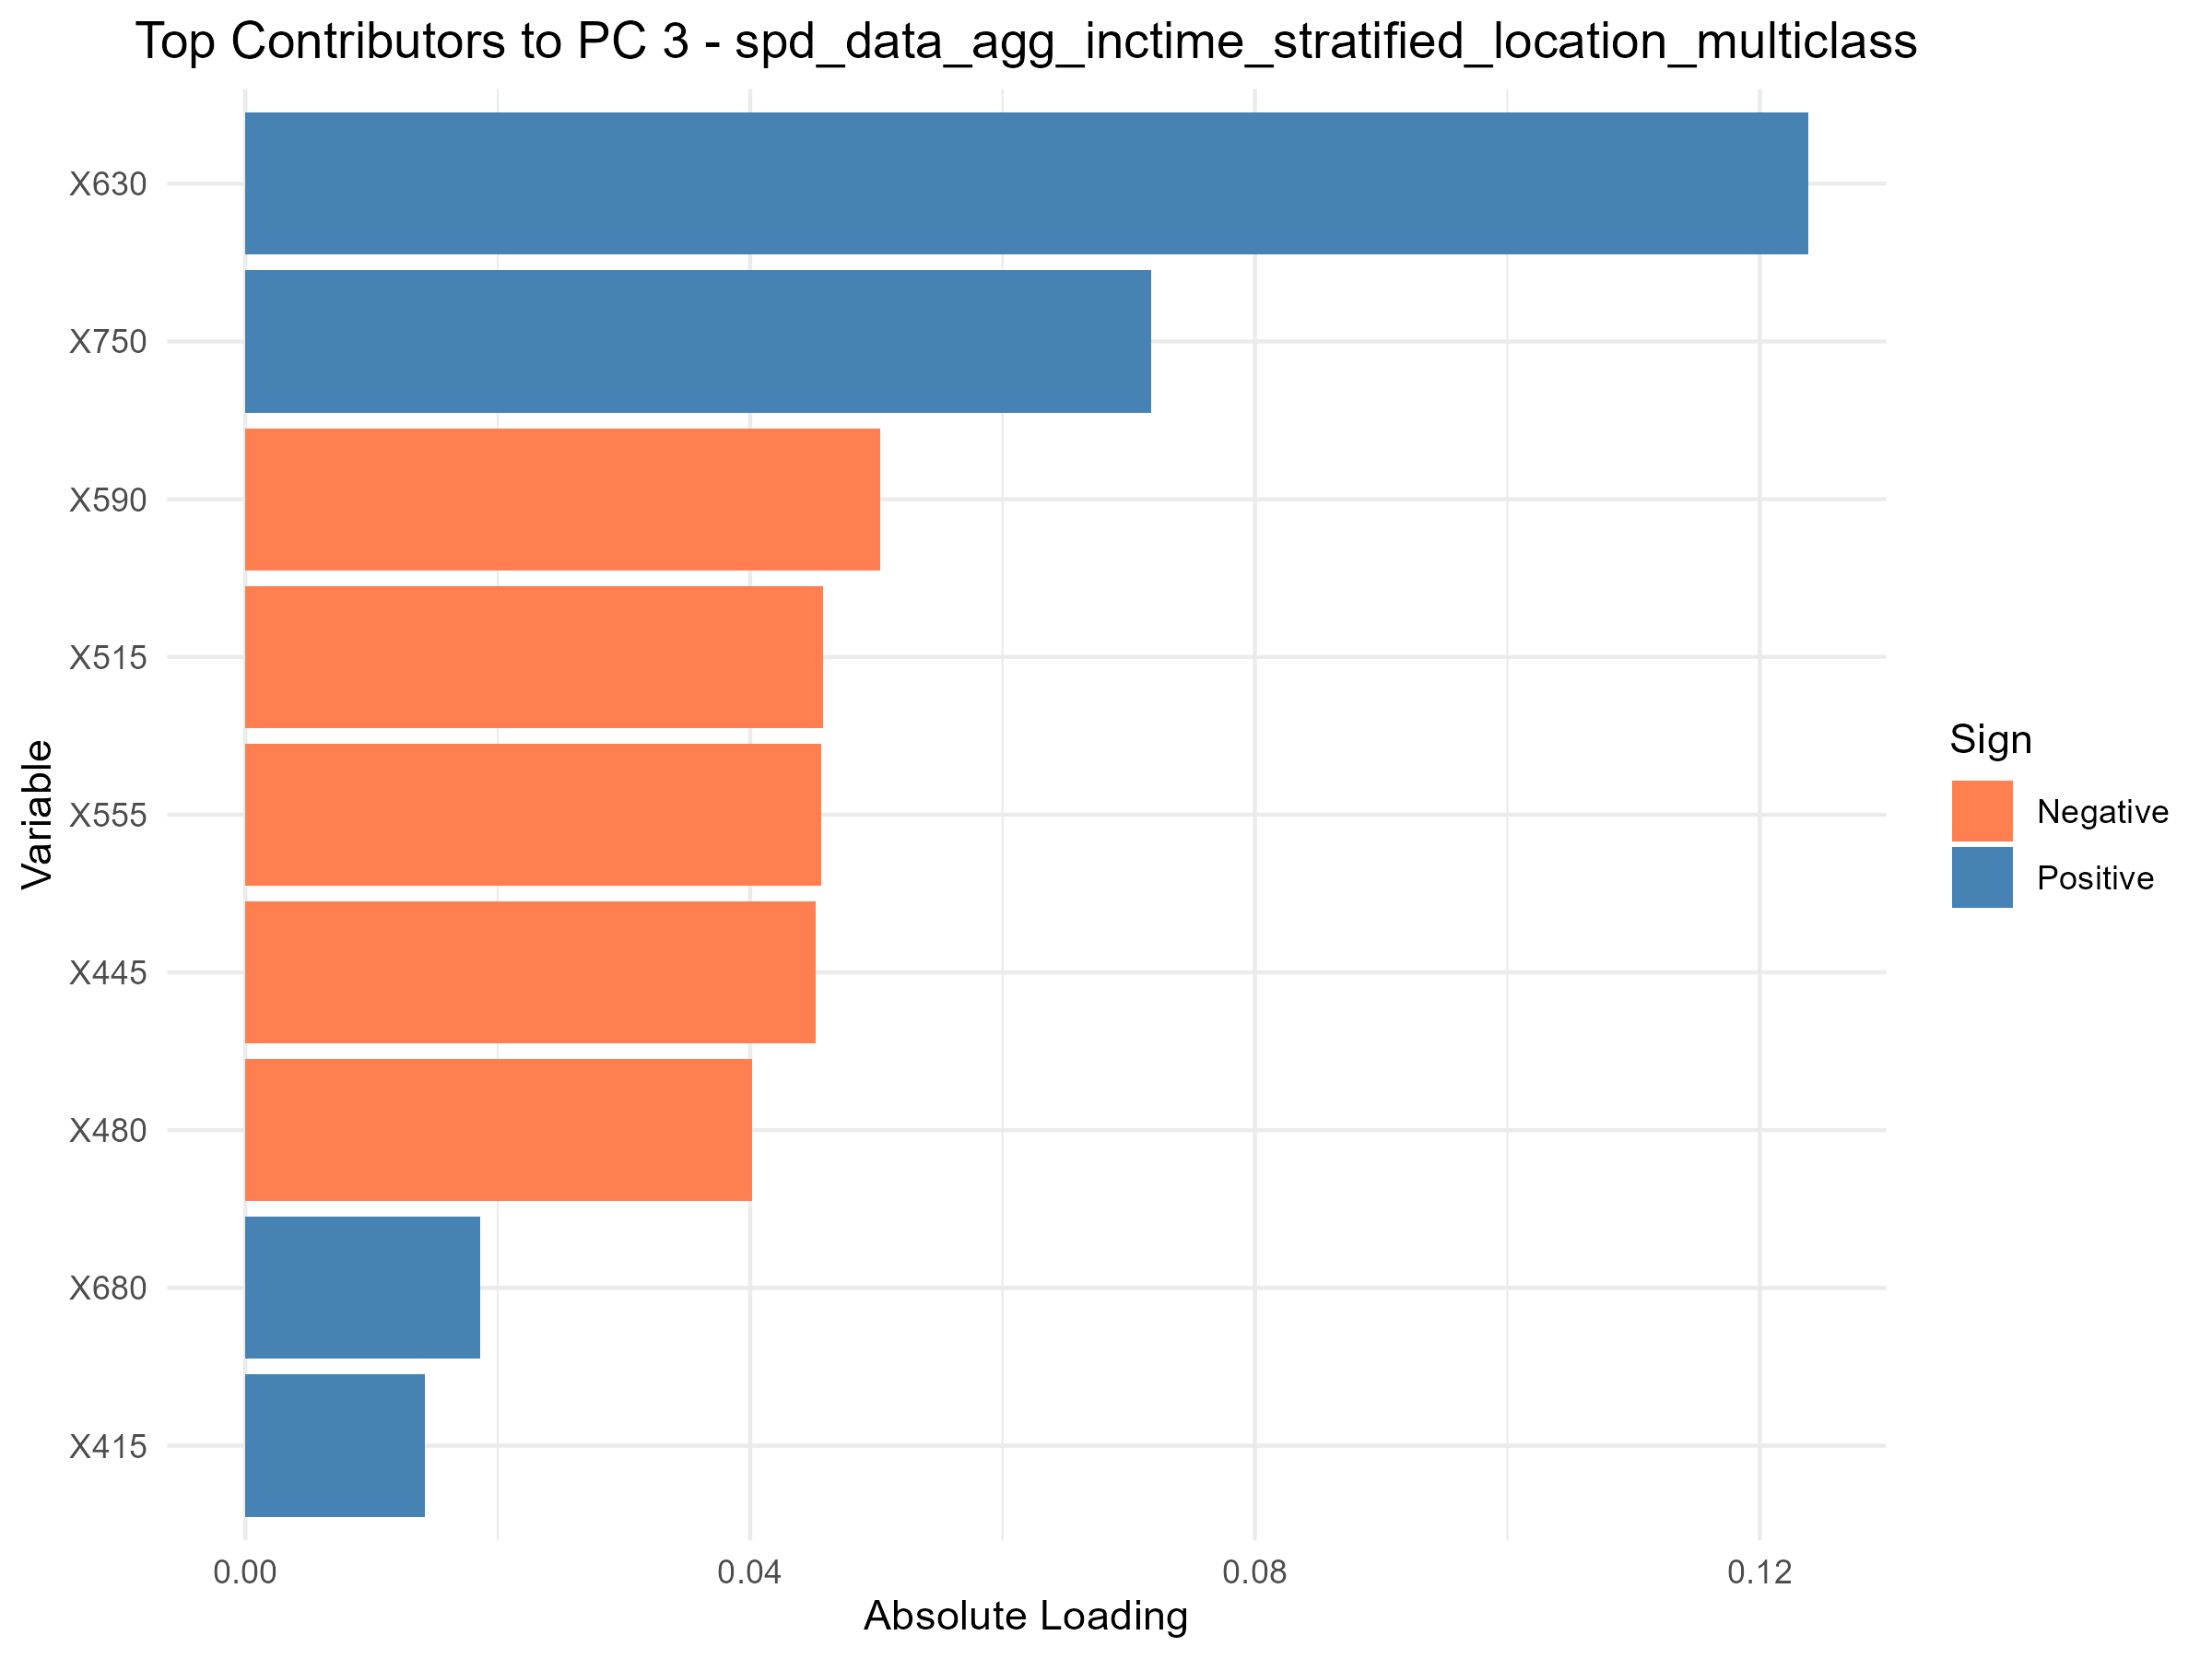 Top Contributors to PC 3 - spd_data_agg_inctime_stratified_location_multiclass
Variable
X630
X750
X590
X515
X555
X445
X480
X680
X415
0.00
0.04
0.08
0.12
Absolute Loading
Sign
Negative
Positive